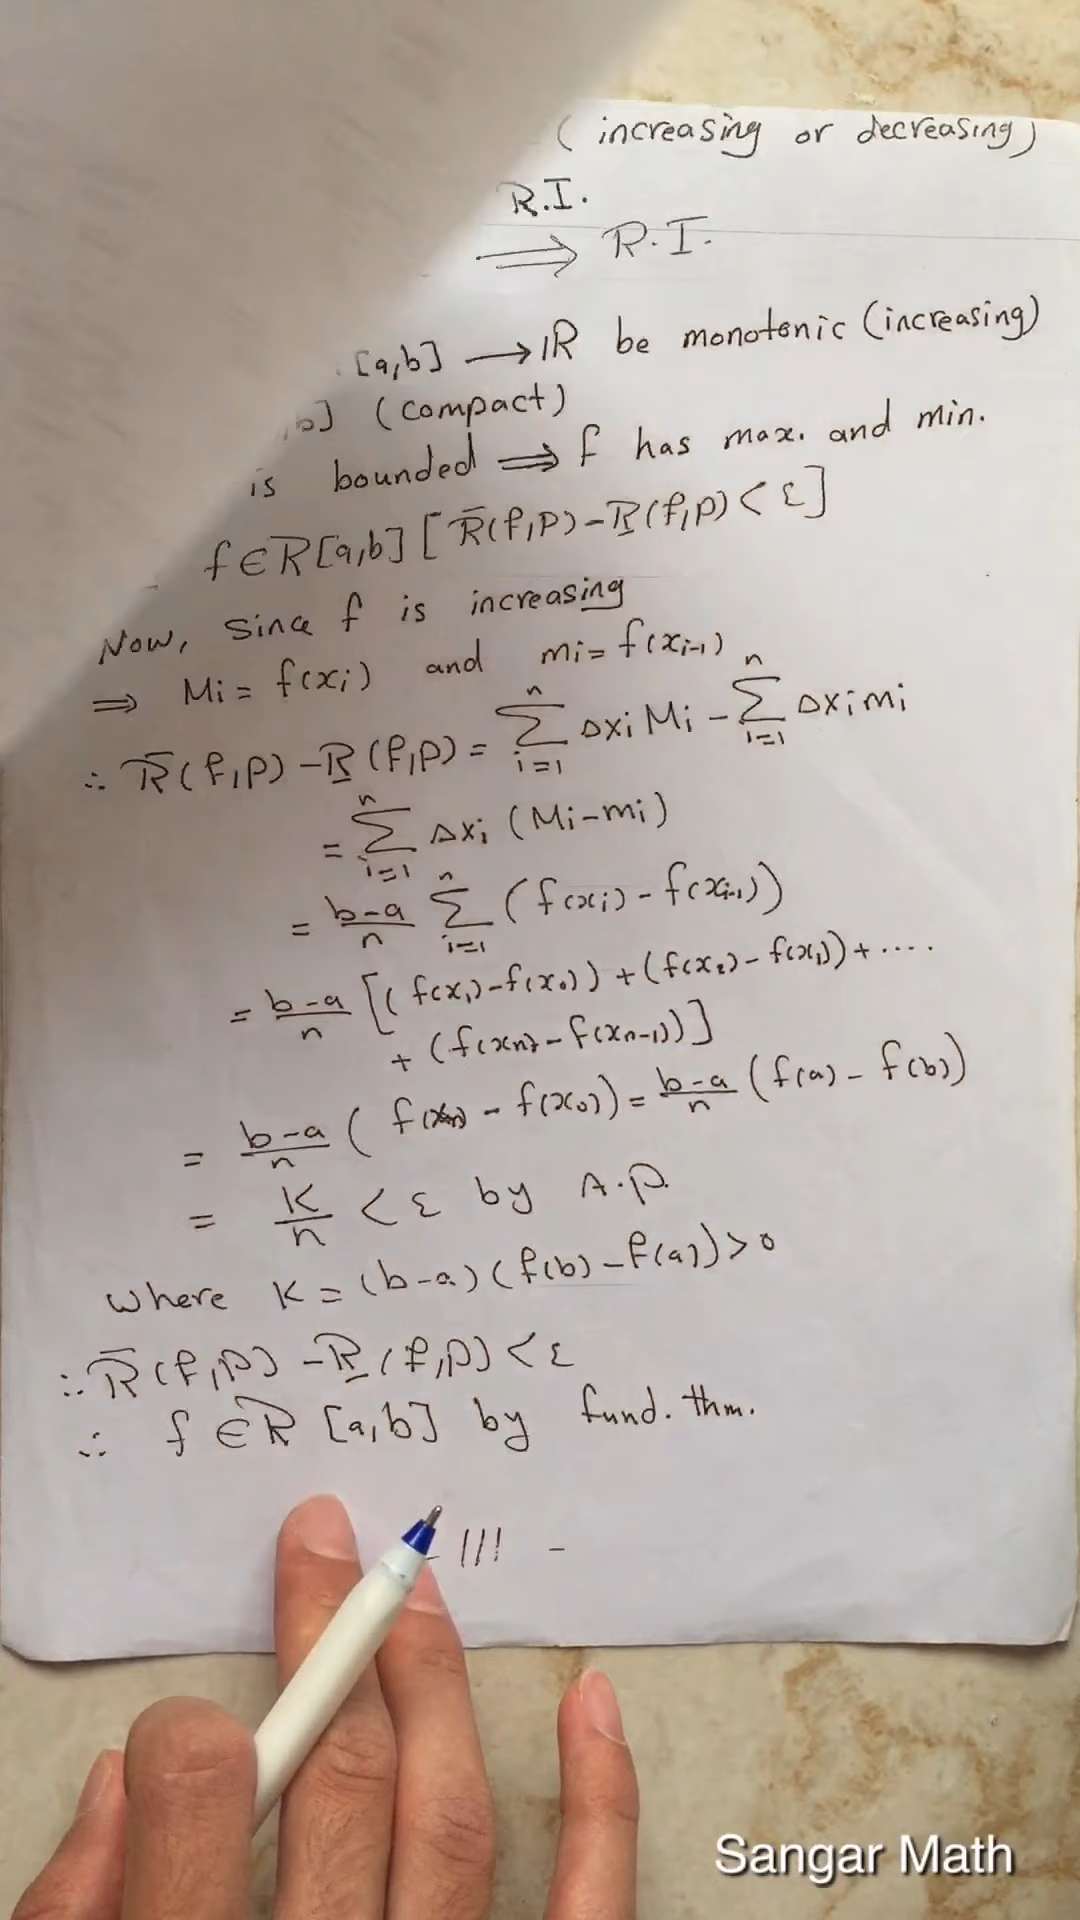 (increasing or decreasing)
R.I.
⟹ R.I.
[a,b] ⟶ ℝ be monotonic (increasing)
b] (compact)
is bounded ⟹ f has max. and min.
f ∈ R[a,b] [R̄(f,p) - R̲(f,p) < ε]
Now, since f is increasing
⟹ Mi = f(xi) and mi = f(xi-1)
∴ R̄(f,p) - R̲(f,p) = Σ_{i=1}^{n} Δxi Mi - Σ_{i=1}^{n} Δxi mi
= Σ_{i=1}^{n} Δxi (Mi - mi)
= (b-a)/n Σ_{i=1}^{n} (f(xi) - f(xi-1))
= (b-a)/n [(f(x1) - f(x0)) + (f(x2) - f(x1)) + ....
+ (f(xn) - f(xn-1))]
= (b-a)/n (f(xn) - f(x0)) = (b-a)/n (f(a) - f(b))
= K/n < ε by A.P.
where K = (b-a)(f(b) - f(a)) > 0
∴ R̄(f,p) - R̲(f,p) < ε
∴ f ∈ R [a,b] by fund. thm.
- ||! -
Sangar Math